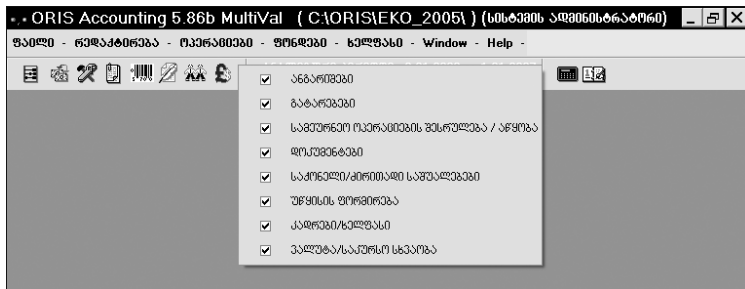 ORIS Accounting 5.86b MultiVal ( C:\ORIS\EKO_2005\ ) (სისტემის ადმინისტრატორი)
ფაილი - რედაქტირება - ოპერაციები - ფონდები - ხელფასი - Window - Help -
ანგარიშები
გატარებები
სამეურნეო ოპერაციების შესრულება / აწყობა
დოკუმენტები
საქონელი/ძირითადი საშუალებები
უწყისის ფორმირება
კადრები/ხელფასი
ვალუტა/საკურსო სხვაობა